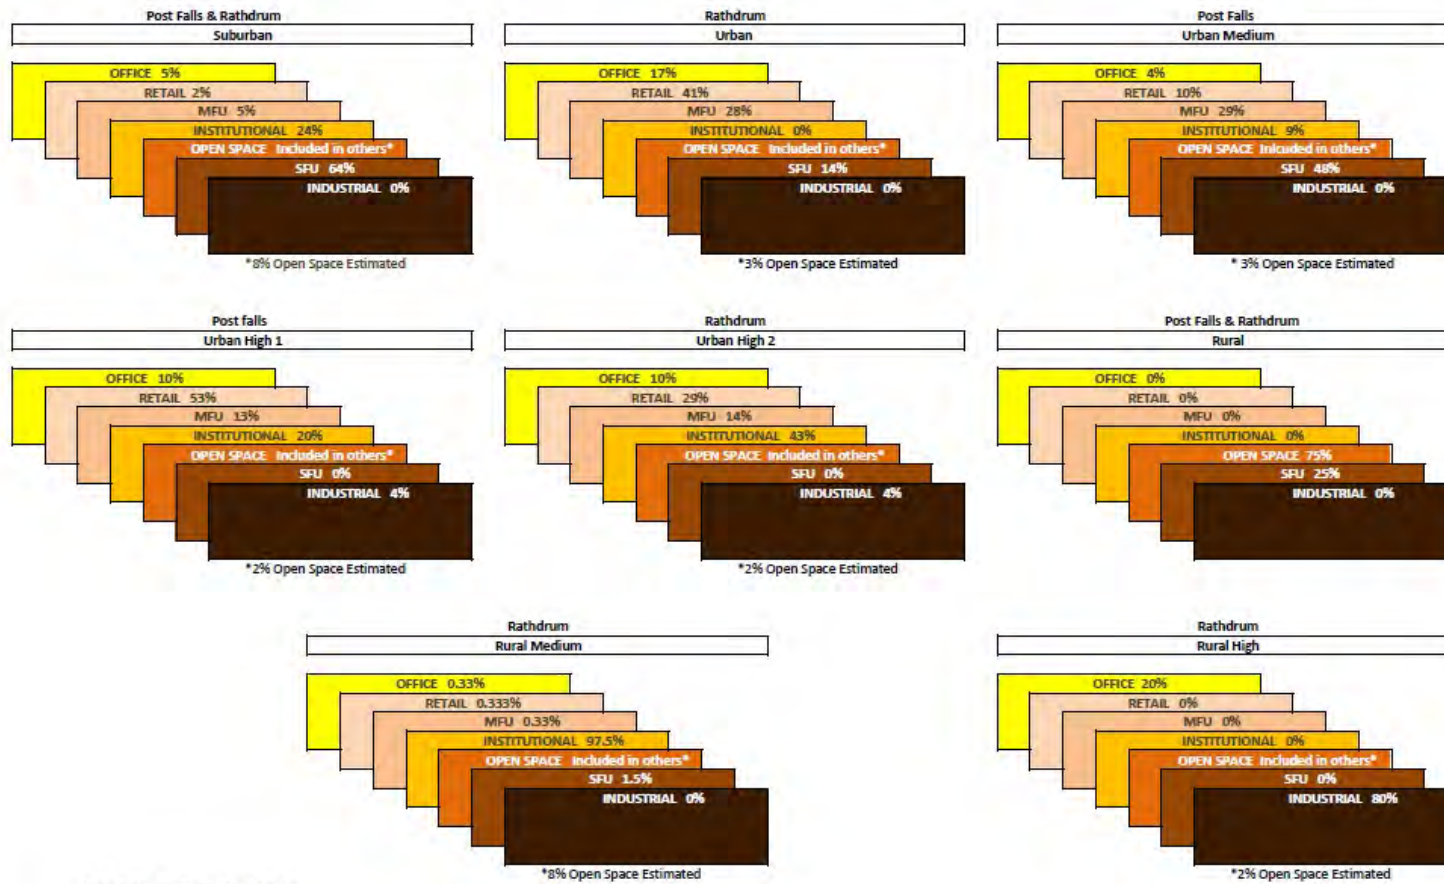 Post Falls & Rathdrum
Suburban
OFFICE 5%
RETAIL 2%
MFU 5%
INSTITUTIONAL 24%
OPEN SPACE Included in others*
SFU 64%
INDUSTRIAL 0%
*8% Open Space Estimated
Rathdrum
Urban
OFFICE 17%
RETAIL 41%
MFU 28%
INSTITUTIONAL 0%
OPEN SPACE Included in others*
SFU 14%
INDUSTRIAL 0%
*3% Open Space Estimated
Post Falls
Urban Medium
OFFICE 4%
RETAIL 10%
MFU 29%
INSTITUTIONAL 9%
OPEN SPACE Inlcuded in others*
SFU 48%
INDUSTRIAL 0%
* 3% Open Space Estimated
Post falls
Urban High 1
OFFICE 10%
RETAIL 53%
MFU 13%
INSTITUTIONAL 20%
OPEN SPACE Included in others*
SFU 0%
INDUSTRIAL 4%
*2% Open Space Estimated
Rathdrum
Urban High 2
OFFICE 10%
RETAIL 29%
MFU 14%
INSTITUTIONAL 43%
OPEN SPACE Included in others*
SFU 0%
INDUSTRIAL 4%
*2% Open Space Estimated
Post Falls & Rathdrum
Rural
OFFICE 0%
RETAIL 0%
MFU 0%
INSTITUTIONAL 0%
OPEN SPACE 75%
SFU 25%
INDUSTRIAL 0%
Rathdrum
Rural Medium
OFFICE 0.33%
RETAIL 0.333%
MFU 0.33%
INSTITUTIONAL 97.5%
OPEN SPACE Included in others*
SFU 1.5%
INDUSTRIAL 0%
*8% Open Space Estimated
Rathdrum
Rural High
OFFICE 20%
RETAIL 0%
MFU 0%
INSTITUTIONAL 0%
OPEN SPACE Included in others*
SFU 0%
INDUSTRIAL 80%
*2% Open Space Estimated